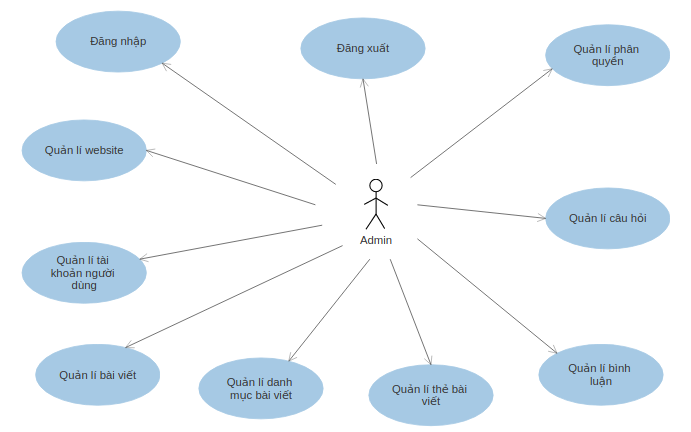 Đăng nhập
Đăng xuất
Quản lí phân
quyền
Quản lí website
Quản lí câu hỏi
Admin
Quản lí tài
khoản người
dùng
Quản lí bài viết
Quản lí danh
mục bài viết
Quản lí thẻ bài
viết
Quản lí bình
luận